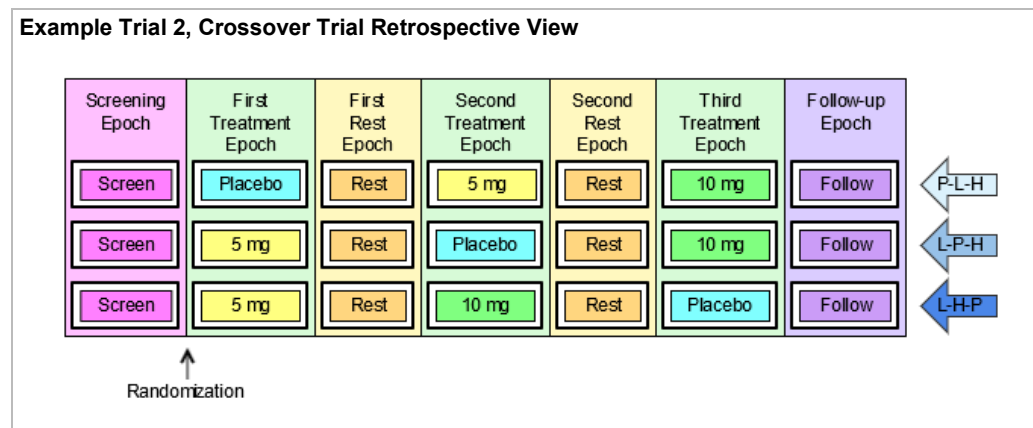 Example Trial 2, Crossover Trial Retrospective View
Screening Epoch
First Treatment Epoch
First Rest Epoch
Second Treatment Epoch
Second Rest Epoch
Third Treatment Epoch
Follow-up Epoch
Screen Placebo Rest 5 mg Rest 10 mg Follow P-L-H
Screen 5 mg Rest Placebo Rest 10 mg Follow L-P-H
Screen 5 mg Rest 10 mg Rest Placebo Follow L-H-P
Randomization